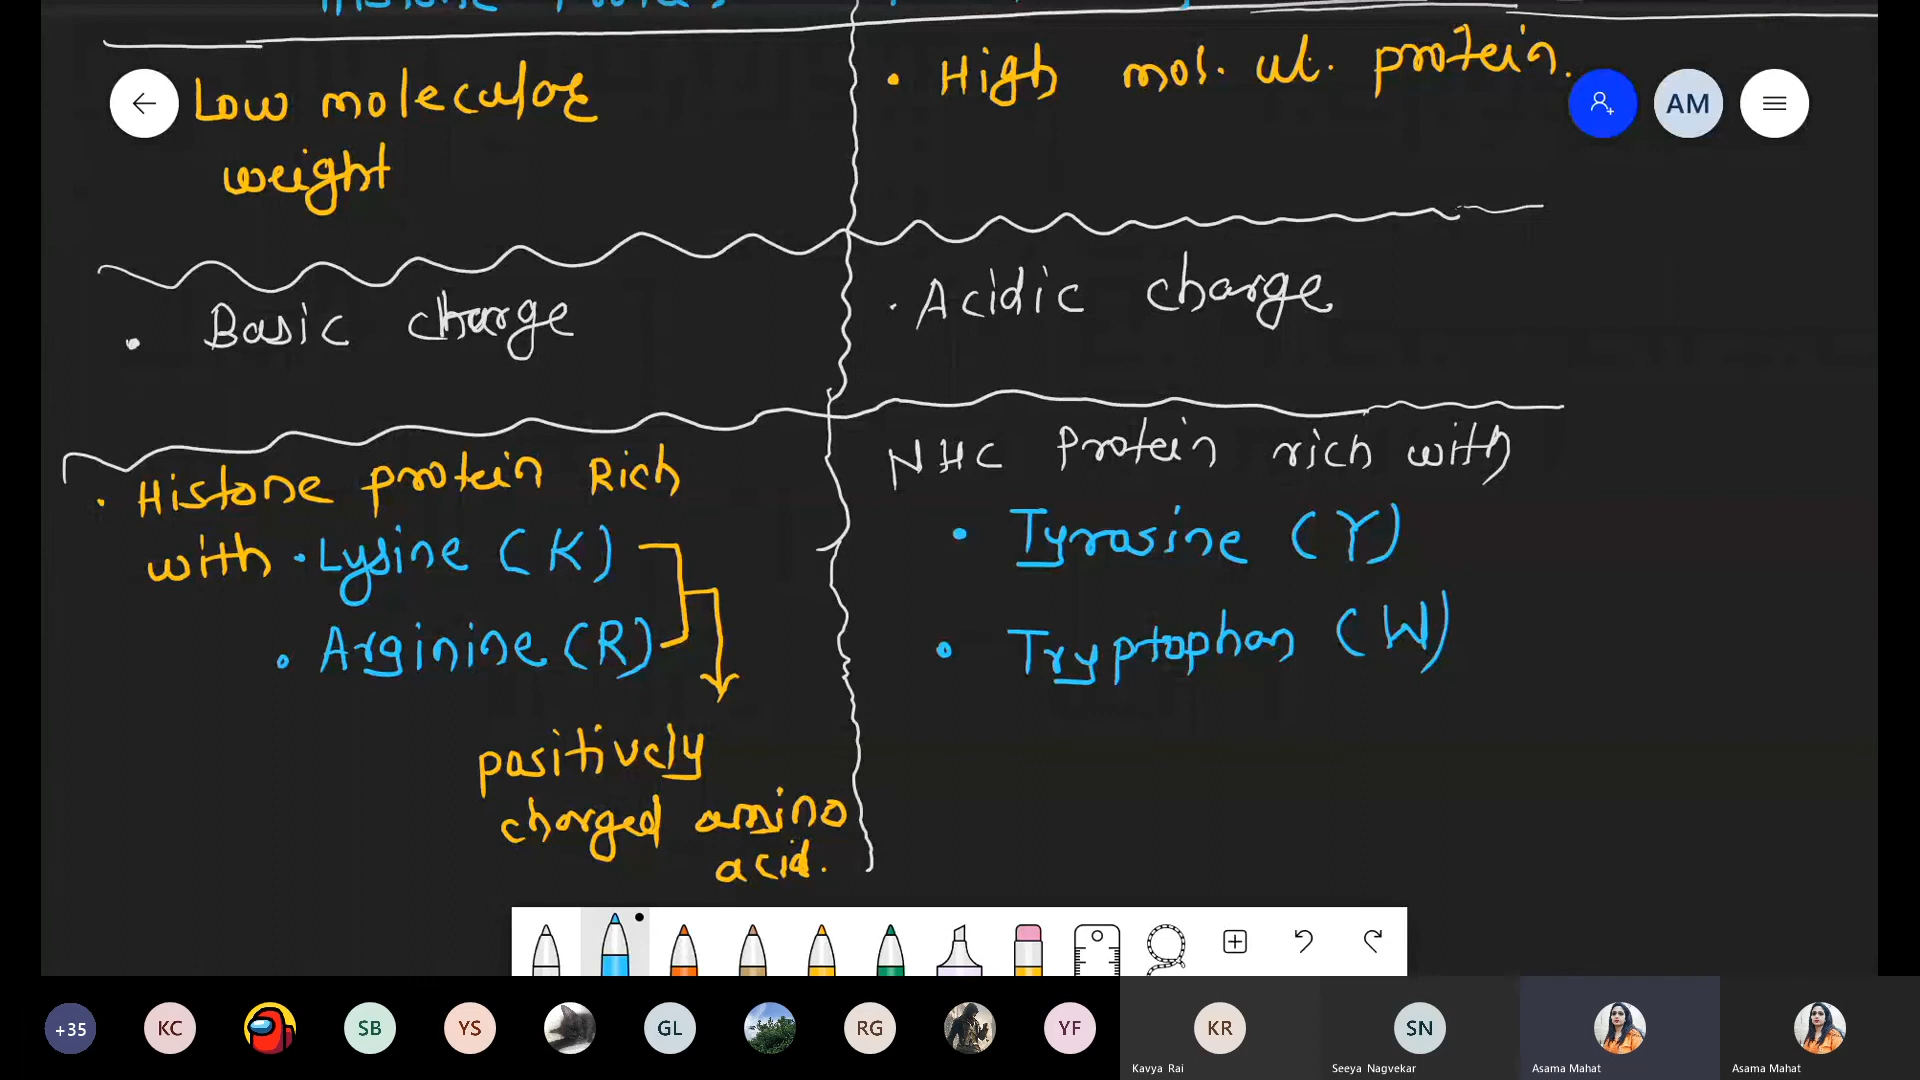 Histone
• High mol. wt. protein.
Low molecular
weight
AM
• Basic charge
• Acidic charge
• Histone protein Rich
with • Lysine (K)
• Arginine (R)
positively
charged amino
acid.
NHC Protein rich with
• Tyrosine (Y)
• Tryptophan (W)
+35
KC
SB
YS
GL
RG
YF
KR
SN
Kavya Rai
Seeya Nagvekar
Asama Mahat
Asama Mahat